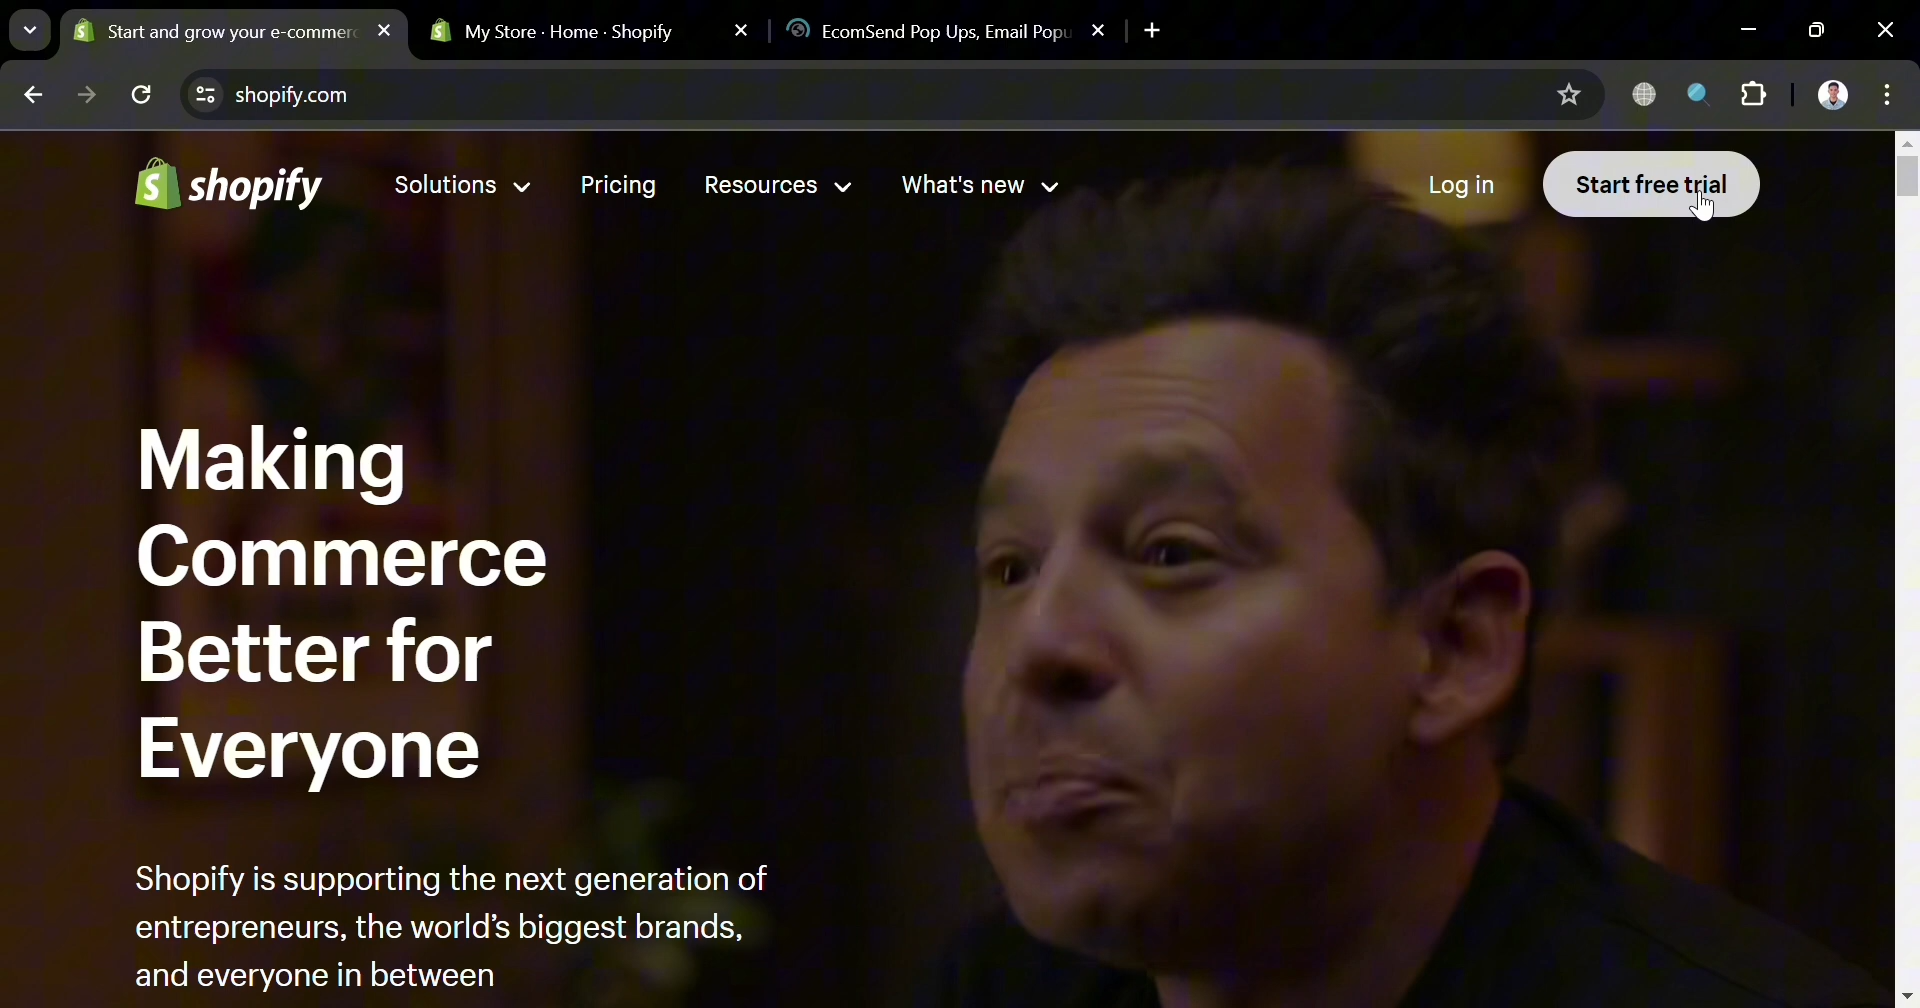 Start and grow your e-commerc
My Store · Home · Shopify
EcomSend Pop Ups, Email Popu
shopify.com
shopify
Solutions
Pricing
Resources
What's new
Log in
Start free trial
Making
Commerce
Better for
Everyone
Shopify is supporting the next generation of
entrepreneurs, the world's biggest brands,
and everyone in between